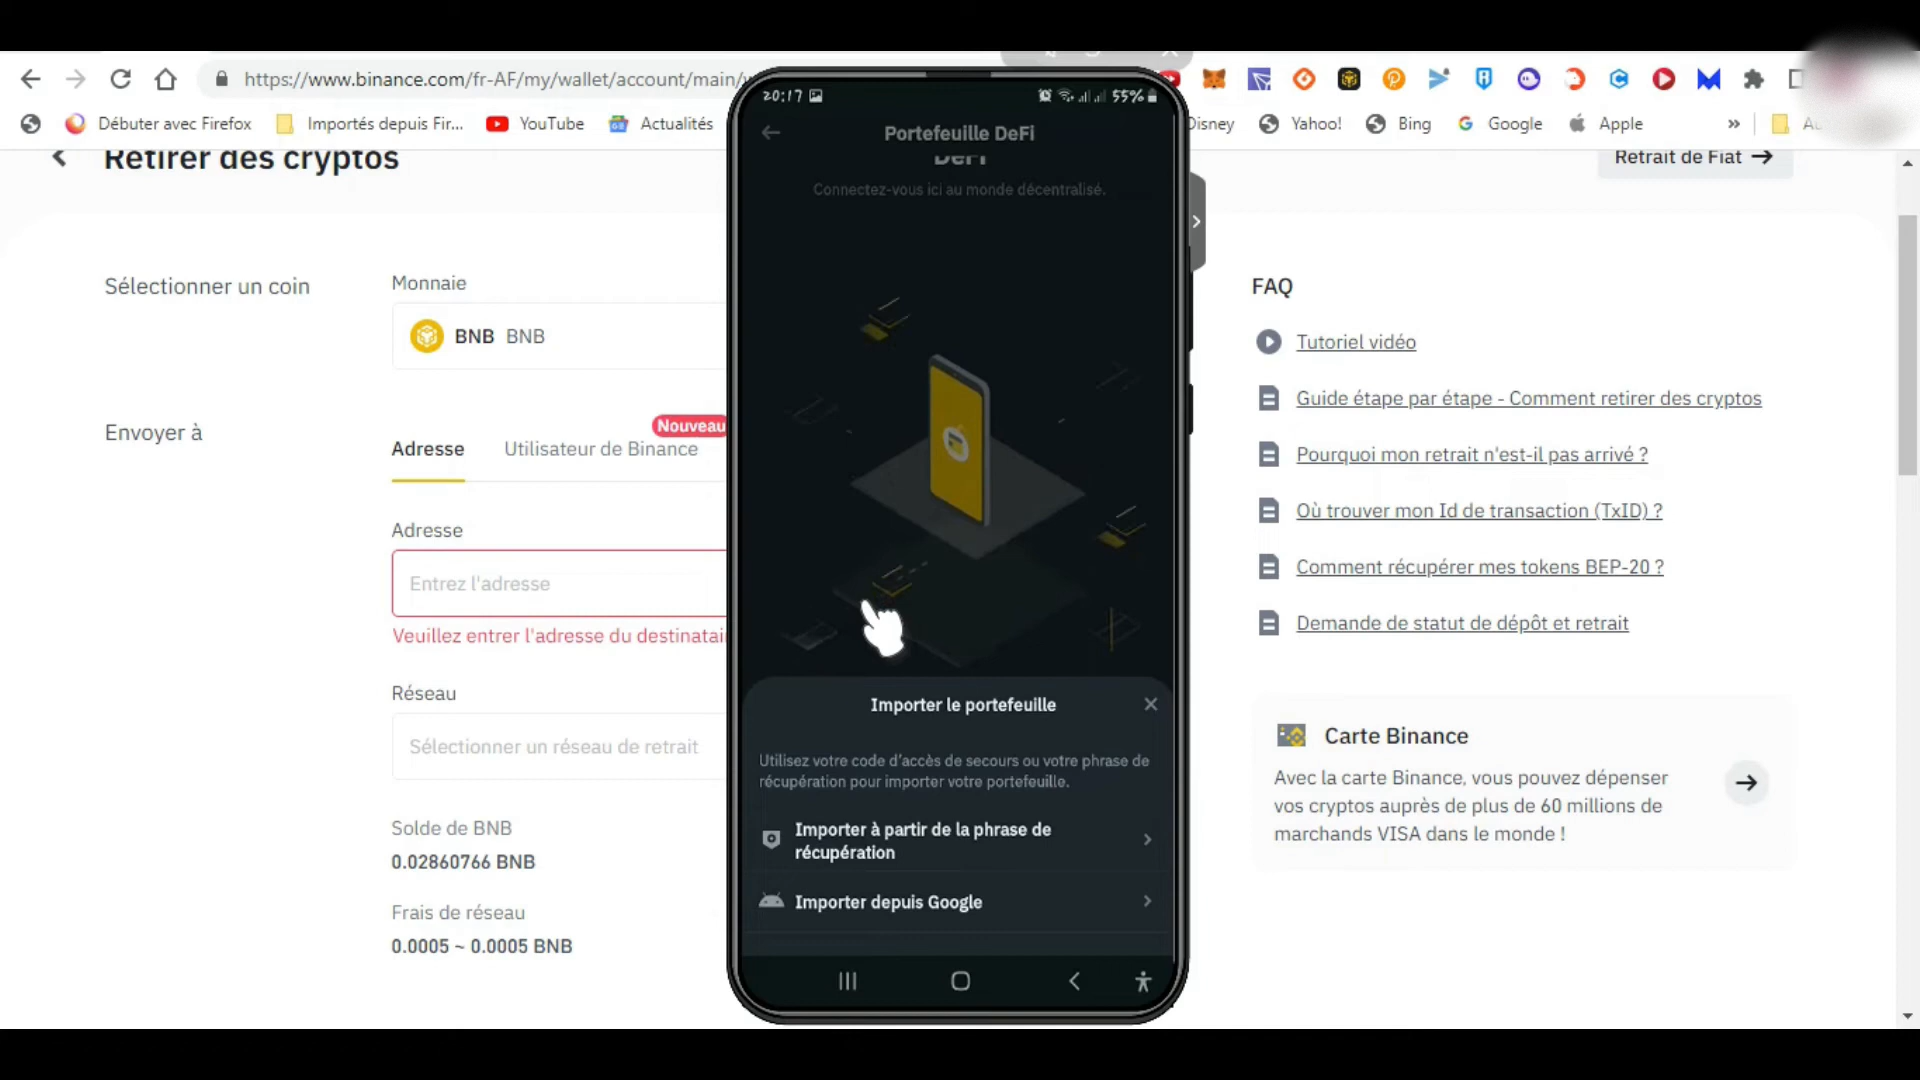 https://www.binance.com/fr-AF/my/wallet/account/main/w
Débuter avec Firefox
Importés depuis Fir...
YouTube
Actualités
Disney
Yahoo!
Bing
Google
Apple
»
Retirer des cryptos
Retrait de Fiat →
Sélectionner un coin
Monnaie
BNB BNB
Envoyer à
Nouveau
Adresse
Utilisateur de Binance
Adresse
Entrez l'adresse
Veuillez entrer l'adresse du destinatai
Réseau
Sélectionner un réseau de retrait
Solde de BNB
0.02860766 BNB
Frais de réseau
0.0005 ~ 0.0005 BNB
20:17
55%
Portefeuille DeFi
DeFi
Connectez-vous ici au monde décentralisé.
Importer le portefeuille
Utilisez votre code d'accès de secours ou votre phrase de
récupération pour importer votre portefeuille.
Importer à partir de la phrase de
récupération
Importer depuis Google
FAQ
Tutoriel vidéo
Guide étape par étape - Comment retirer des cryptos
Pourquoi mon retrait n'est-il pas arrivé ?
Où trouver mon Id de transaction (TxID) ?
Comment récupérer mes tokens BEP-20 ?
Demande de statut de dépôt et retrait
Carte Binance
Avec la carte Binance, vous pouvez dépenser
vos cryptos auprès de plus de 60 millions de
marchands VISA dans le monde !